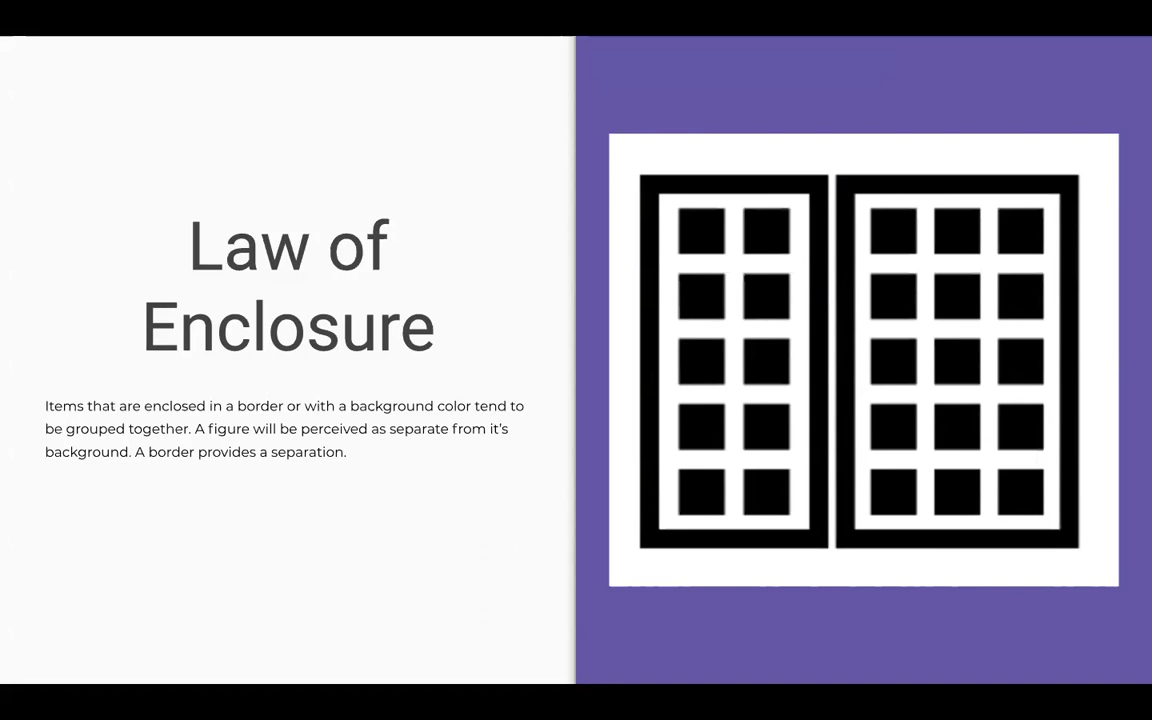 Law of
Enclosure
Items that are enclosed in a border or with a background color tend to
be grouped together. A figure will be perceived as separate from it’s
background. A border provides a separation.